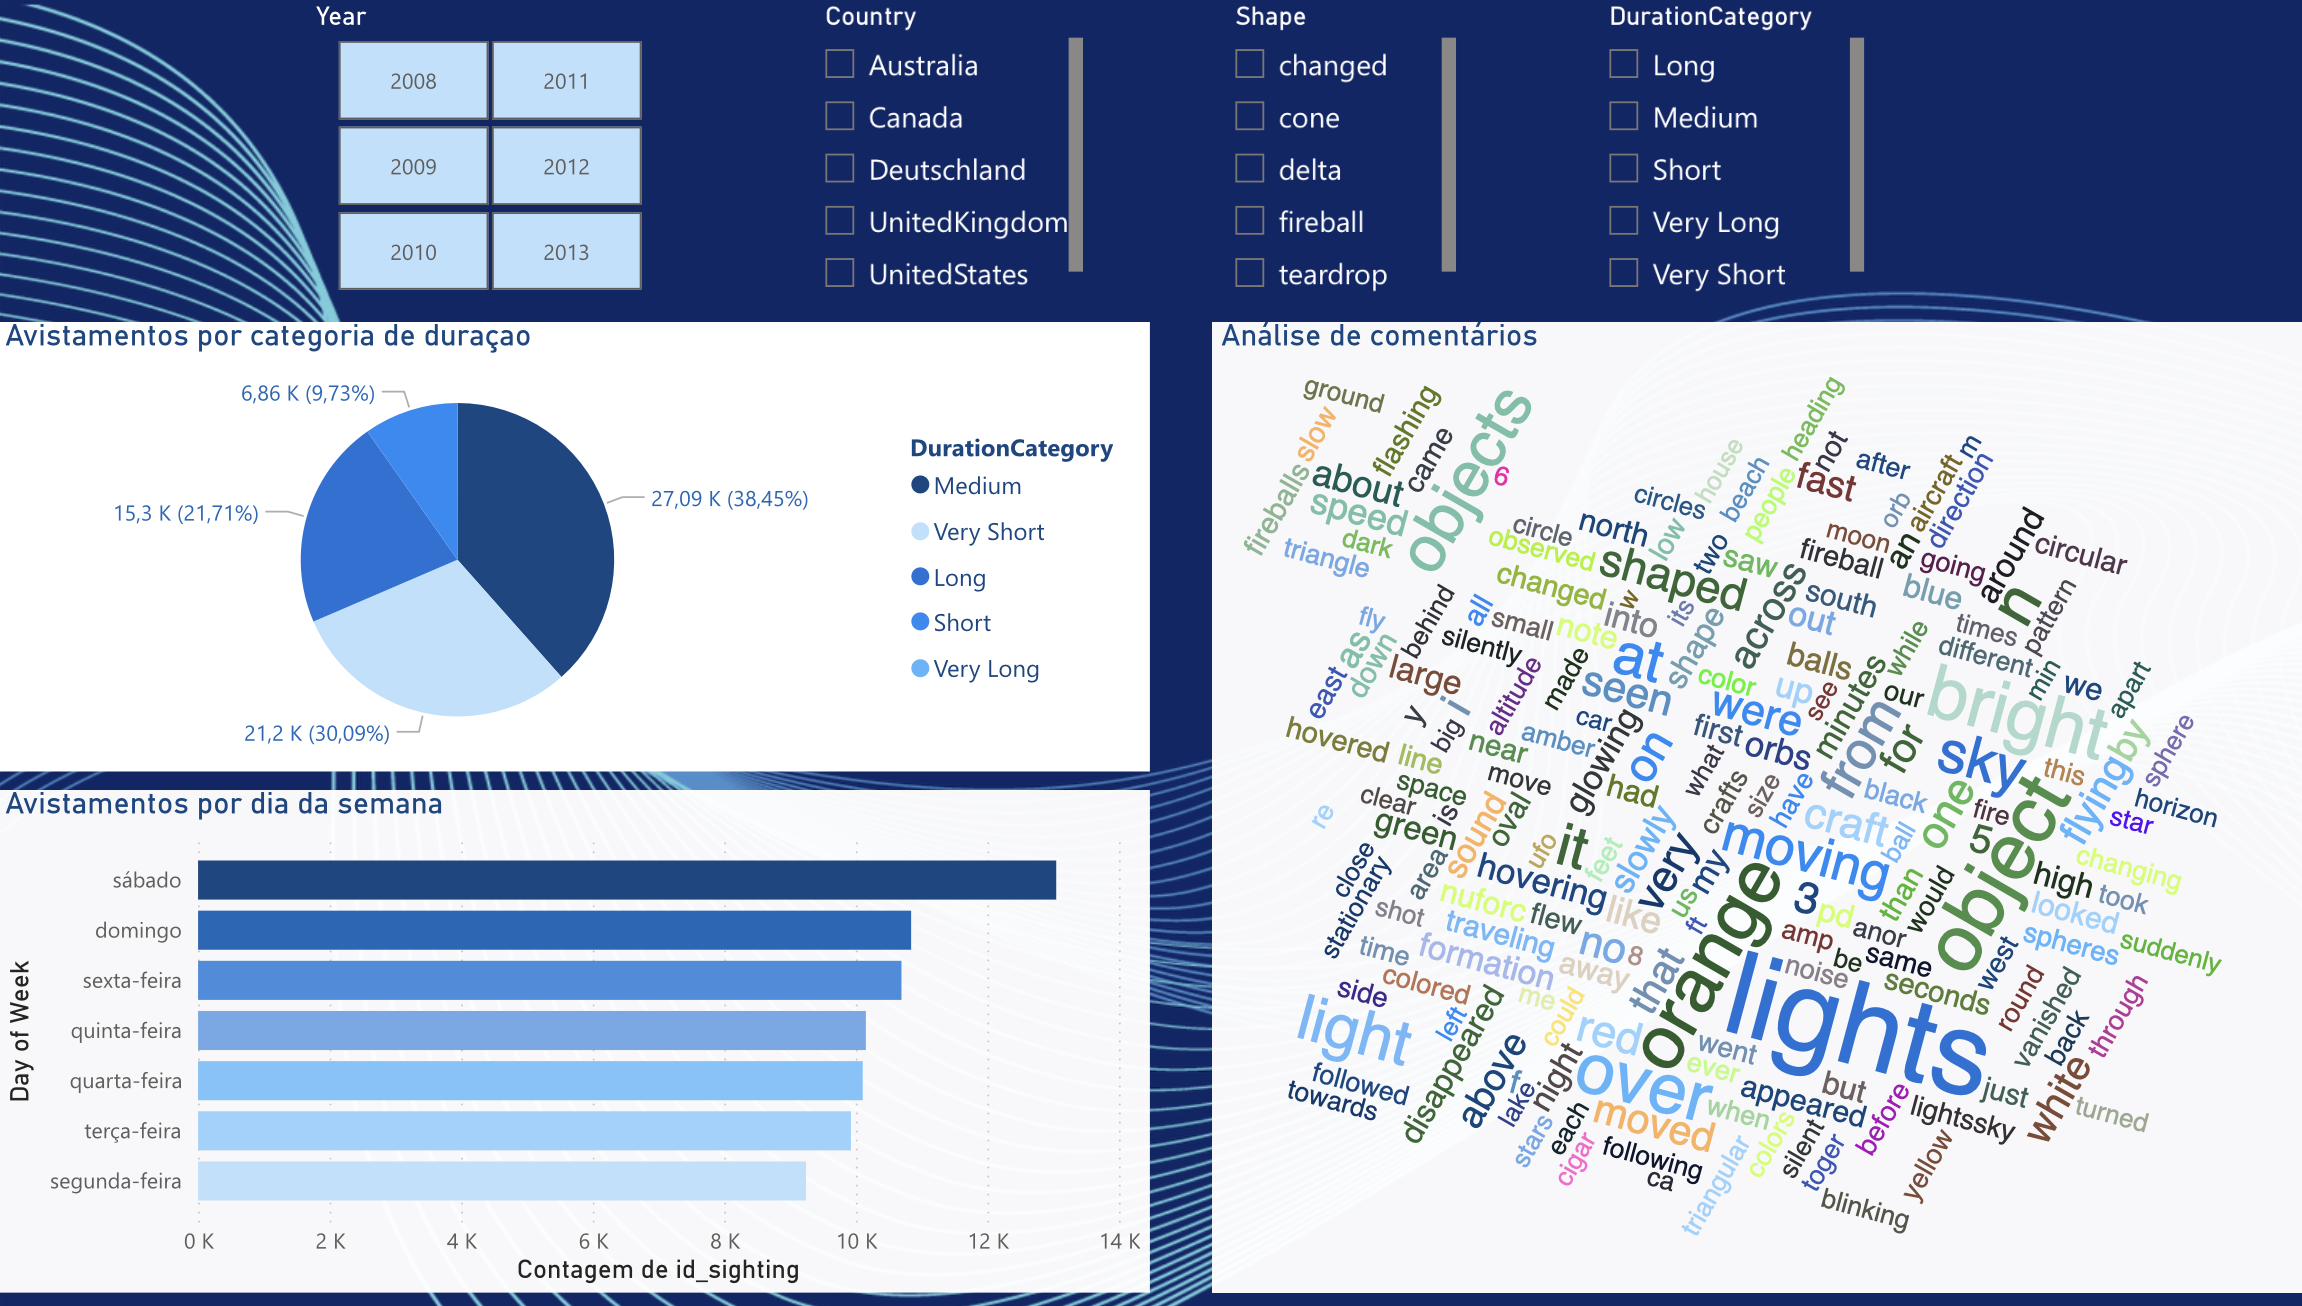 Year
2008
2011
2009
2012
2010
2013
Country
Australia
Canada
Deutschland
UnitedKingdom
UnitedStates
Shape
changed
cone
delta
fireball
teardrop
DurationCategory
Long
Medium
Short
Very Long
Very Short
Avistamentos por categoria de duraçao
6,86 K (9,73%)
15,3 K (21,71%)
27,09 K (38,45%)
21,2 K (30,09%)
DurationCategory
Medium
Very Short
Long
Short
Very Long
Avistamentos por dia da semana
Day of Week
sábado
domingo
sexta-feira
quinta-feira
quarta-feira
terça-feira
segunda-feira
0 K
2 K
4 K
6 K
8 K
10 K
12 K
14 K
Contagem de id_sighting
Análise de comentários
ground
slow
flashing
came
objects
6
fireballs
about
speed
dark
triangle
heading
house
beach
people
not
fast
after
orb
aircraft
m
direction
circles
circle
north
low
two
saw
observed
shaped
changed
w
its
into
moon
fireball
an
going
around
circular
n
pattern
across
south
out
blue
times
different
while
fly
as
down
behind
all
small
silently
note
at
shape
balls
color
up
see
minutes
our
bright
min
we
apart
east
large
y
big
i
altitude
made
seen
car
were
first
orbs
from
for
sky
this
by
sphere
hovered
line
near
amber
glowing
on
what
move
had
space
clear
is
re
green
sound
oval
ufo
it
feet
slowly
crafts
size
have
black
craft
ball
one
fire
5
object
flying
star
horizon
changing
close
stationary
area
hovering
very
my
moving
3
pd
than
would
high
took
looked
spheres
suddenly
shot
nuforc
flew
like
us
ft
orange
amp
anor
be
same
west
time
traveling
formation
no
8
away
that
noise
seconds
round
vanished
back
through
side
colored
me
could
left
light
disappeared
above
f
lake
night
red
over
went
ever
lights
but
just
white
turned
followed
towards
stars
each
cigar
moved
when
appeared
before
lightssky
following
ca
triangular
colors
silent
toger
yellow
blinking